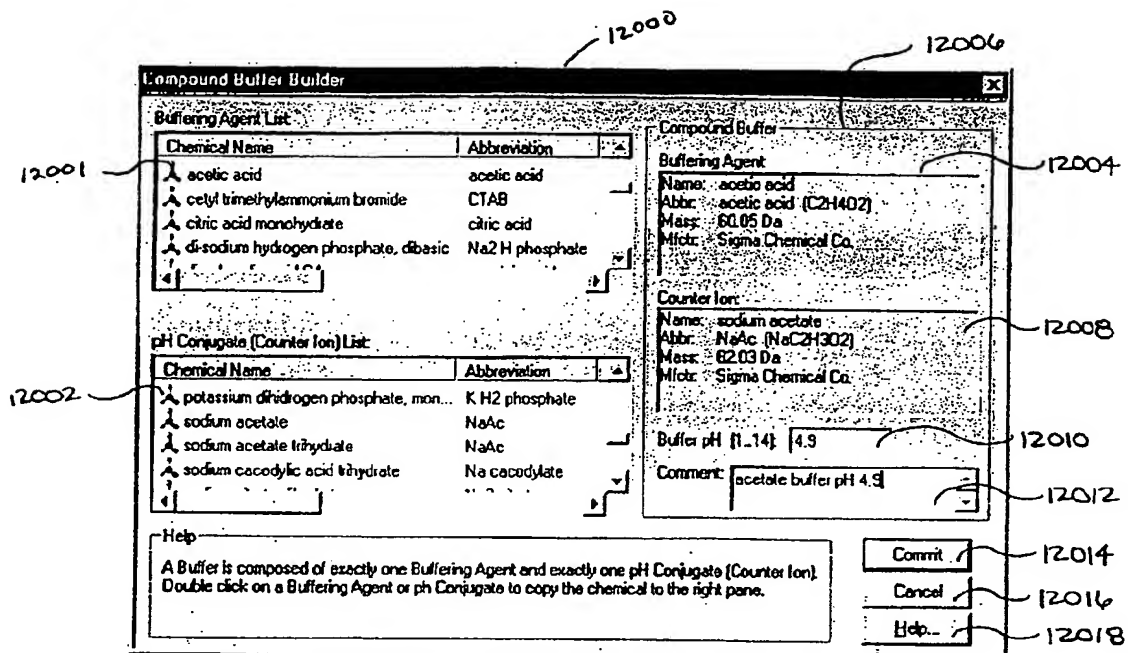 12000
12006
Compound Buffer Builder
Buffering Agent List:
Chemical Name Abbreviation
12001
acetic acid acetic acid
cetyl trimethylammonium bromide CTAB
citric acid monohydrate citric acid
di-sodium hydrogen phosphate, dibasic Na2 H phosphate
pH Conjugate (Counter Ion) List:
Chemical Name Abbreviation
12002
potassium dihidrogen phosphate, mon... K H2 phosphate
sodium acetate NaAc
sodium acetate trihydrate NaAc
sodium cacodylic acid trihydrate Na cacodylate
Compound Buffer
Buffering Agent
12004
Name: acetic acid
Abbr: acetic acid (C2H4O2)
Mass: 60.05 Da
Mfctr: Sigma Chemical Co.
Counter Ion:
12008
Name: sodium acetate
Abbr: NaAc (NaC2H3O2)
Mass: 82.03 Da
Mfctr: Sigma Chemical Co.
Buffer pH [1..14]: 4.9
12010
Comment: acetate buffer pH 4.9
12012
Help
A Buffer is composed of exactly one Buffering Agent and exactly one pH Conjugate (Counter Ion).
Double click on a Buffering Agent or ph Conjugate to copy the chemical to the right pane.
Commit
12014
Cancel
12016
Help...
12018